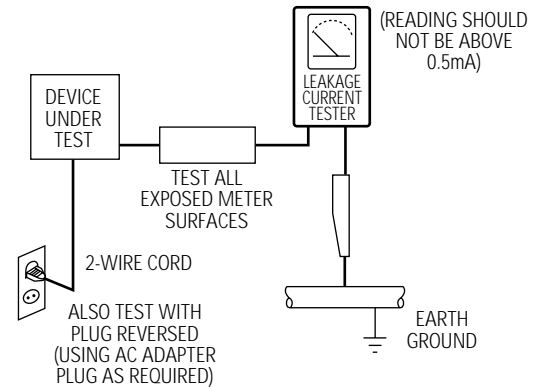 (READING SHOULD
NOT BE ABOVE
0.5mA)
LEAKAGE
CURRENT
TESTER
DEVICE
UNDER
TEST
TEST ALL
EXPOSED METER
SURFACES
2-WIRE CORD
ALSO TEST WITH
PLUG REVERSED
(USING AC ADAPTER
PLUG AS REQUIRED)
EARTH
GROUND